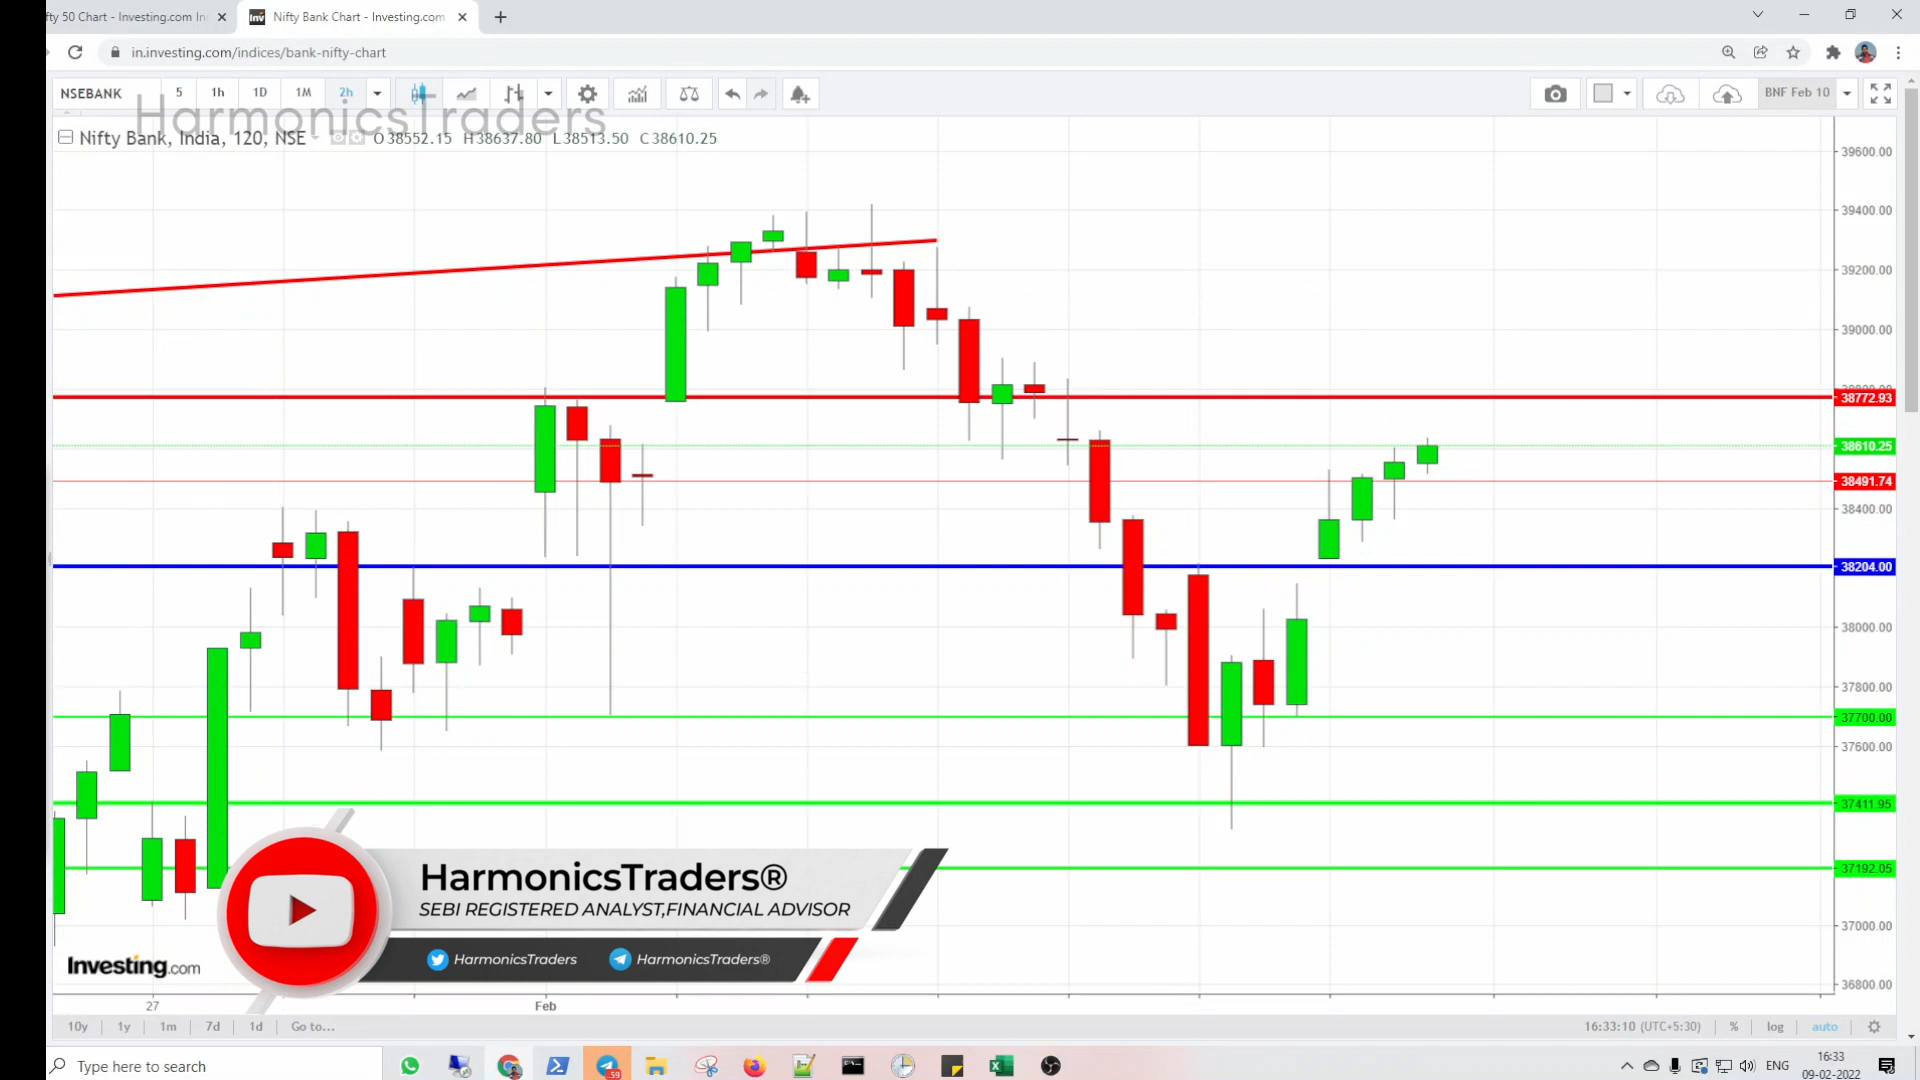 fty 50 Chart - Investing.com In
Nifty Bank Chart - Investing.com
in.investing.com/indices/bank-nifty-chart
NSEBANK 5 1h 1D 1M 2h BNF Feb 10
HarmonicsTraders
Nifty Bank, India, 120, NSE O38552.15 H38637.80 L38513.50 C38610.25
39600.00
39400.00
39200.00
39000.00
38772.93
38610.25
38491.74
38400.00
38204.00
38000.00
37800.00
37700.00
37600.00
37411.95
37192.05
37000.00
36800.00
HarmonicsTraders®
SEBI REGISTERED ANALYST,FINANCIAL ADVISOR
HarmonicsTraders HarmonicsTraders®
Investing.com
27 Feb
10y 1y 1m 7d 1d Go to... 16:33:10 (UTC+5:30) % log auto
Type here to search
59
ENG
16:33
09-02-2022